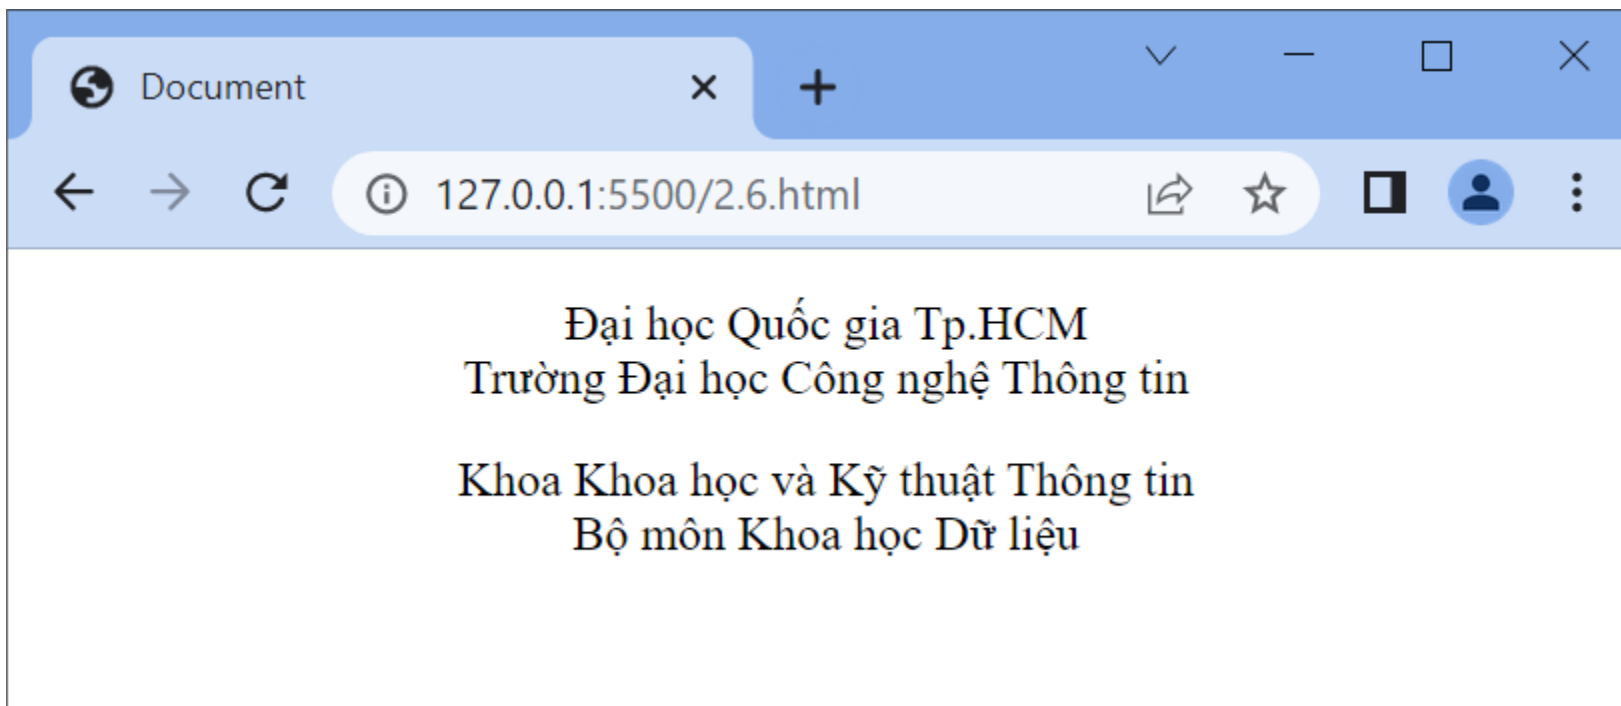 Document
127.0.0.1:5500/2.6.html
Đại học Quốc gia Tp.HCM
Trường Đại học Công nghệ Thông tin
Khoa Khoa học và Kỹ thuật Thông tin
Bộ môn Khoa học Dữ liệu